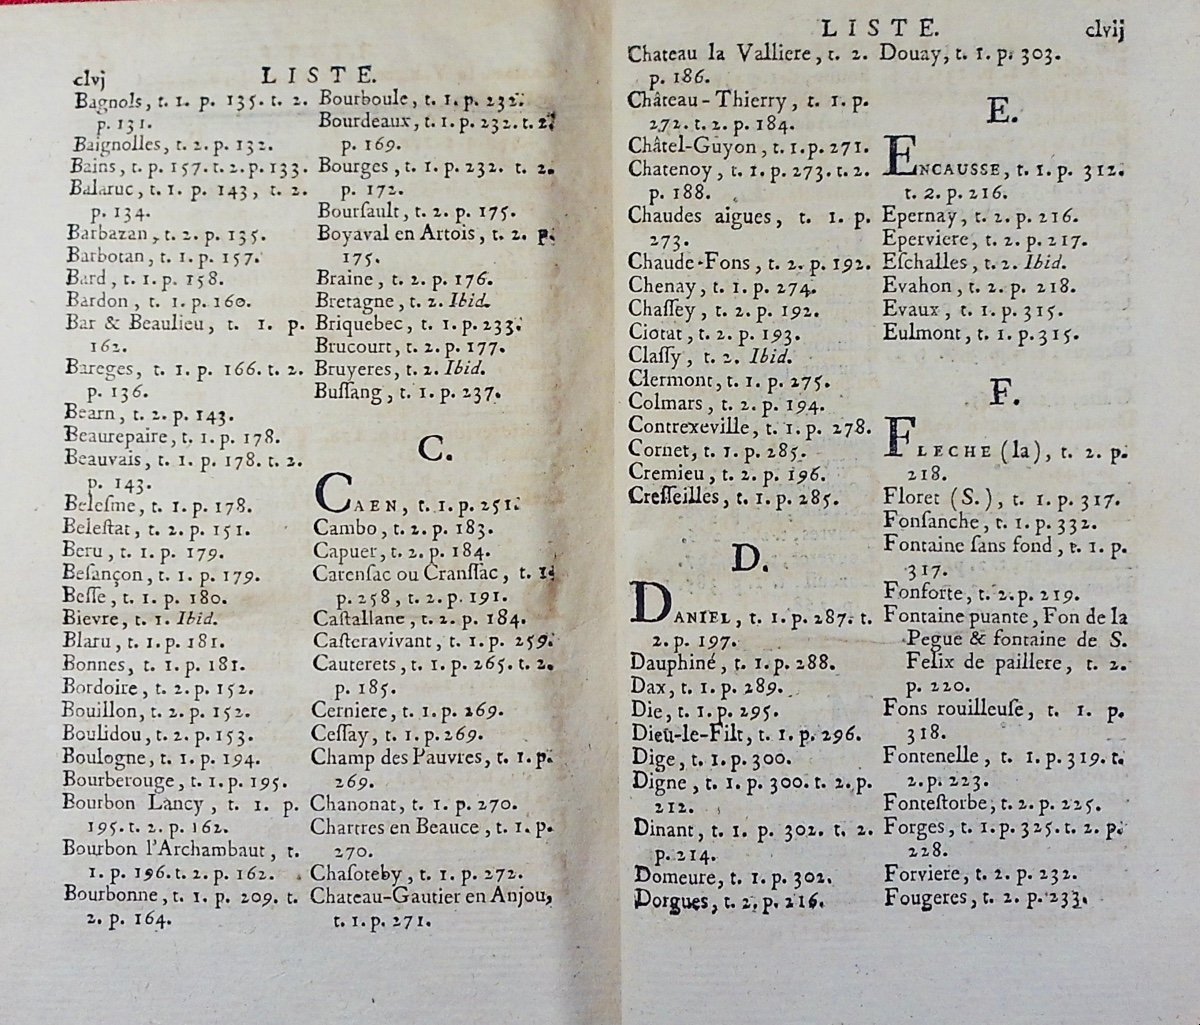 clvj LISTE.
Bagnols, t. 1. p. 135. t. 2.
p. 131.
Baignolles, t. 2. p. 132.
Bains, t. p. 157. t. 2. p. 133.
Balaruc, t. 1. p. 143, t. 2.
p. 134.
Barbazan, t. 2. p. 135.
Barbotan, t. 1. p. 157.
Bard, t. 1. p. 158.
Bardon, t. 1. p. 160.
Bar & Beaulieu, t. 1. p.
162.
Bareges, t. 1. p. 166. t. 2.
p. 136.
Bearn, t. 2. p. 143.
Beaurepaire, t. 1. p. 178.
Beauvais, t. 1. p. 178. t. 2.
p. 143.
Belesme, t. 1. p. 178.
Belestat, t. 2. p. 151.
Beru, t. 1. p. 179.
Besançon, t. 1. p. 179.
Besse, t. 1. p. 180.
Bievre, t. 1. Ibid.
Blaru, t. 1. p. 181.
Bonnes, t. 1. p. 181.
Bordoire, t. 2. p. 152.
Bouillon, t. 2. p. 152.
Boulidou, t. 2. p. 153.
Boulogne, t. 1. p. 194.
Bourberouge, t. 1. p. 195.
Bourbon Lancy, t. 1. p.
195. t. 2. p. 162.
Bourbon l'Archambaut, t.
1. p. 196. t. 2. p. 162.
Bourbonne, t. 1. p. 209. t.
2. p. 164.
Bourboule, t. 1. p. 232.
Bourdeaux, t. 1. p. 232. t. 2.
p. 169.
Bourges, t. 1. p. 232. t. 2.
p. 172.
Boursault, t. 2. p. 175.
Boyaval en Artois, t. 2. p.
175.
Braine, t. 2. p. 176.
Bretagne, t. 2. Ibid.
Briquebec, t. 1. p. 233.
Brucourt, t. 2. p. 177.
Bruyeres, t. 2. Ibid.
Bussang, t. 1. p. 237.
C.
CAEN, t. 1. p. 251.
Cambo, t. 2. p. 183.
Capuer, t. 2. p. 184.
Carensac ou Cranssac, t. 1.
p. 258, t. 2. p. 191.
Castallane, t. 2. p. 184.
Casteravivant, t. 1. p. 259.
Cauterets, t. 1. p. 265. t. 2.
p. 185.
Cerniere, t. 1. p. 269.
Cessay, t. 1. p. 269.
Champ des Pauvres, t. 1. p.
269.
Chanonat, t. 1. p. 270.
Chartres en Beauce, t. 1. p.
270.
Chasoteby, t. 1. p. 272.
Chateau-Gautier en Anjou,
t. 1. p. 271.
LISTE. clvij
Chateau la Valliere, t. 2.
p. 186.
Château-Thierry, t. 1. p.
272. t. 2. p. 184.
Châtel-Guyon, t. 1. p. 271.
Chatenoy, t. 1. p. 273. t. 2.
p. 188.
Chaudes aigues, t. 1. p.
273.
Chaude-Fons, t. 2. p. 192.
Chenay, t. 1. p. 274.
Chassey, t. 2. p. 192.
Ciotat, t. 2. p. 193.
Classy, t. 2. Ibid.
Clermont, t. 1. p. 275.
Colmars, t. 2. p. 194.
Contrexeville, t. 1. p. 278.
Cornet, t. 1. p. 285.
Cremieu, t. 2. p. 196.
Cresseilles, t. 1. p. 285.
D.
DANIEL, t. 1. p. 287. t.
2. p. 197.
Dauphiné, t. 1. p. 288.
Dax, t. 1. p. 289.
Die, t. 1. p. 295.
Dieu-le-Filt, t. 1. p. 296.
Dige, t. 1. p. 300.
Digne, t. 1. p. 300. t. 2. p.
212.
Dinant, t. 1. p. 302. t. 2.
p. 214.
Domeure, t. 1. p. 302.
Dorgues, t. 2. p. 216.
Douay, t. 1. p. 303.
E.
ENCAUSSE, t. 1. p. 312.
t. 2. p. 216.
Epernay, t. 2. p. 216.
Eperviere, t. 2. p. 217.
Eschalles, t. 2. Ibid.
Evahon, t. 2. p. 218.
Evaux, t. 1. p. 315.
Eulmont, t. 1. p. 315.
F.
FLECHE (la), t. 2. p.
218.
Floret (S.), t. 1. p. 317.
Fonsanche, t. 1. p. 332.
Fontaine sans fond, t. 1. p.
317.
Fonforte, t. 2. p. 219.
Fontaine puante, Fon de la
Pegue & fontaine de S.
Felix de paillere, t. 2.
p. 220.
Fons rouilleuse, t. 1. p.
318.
Fontenelle, t. 1. p. 319. t.
2. p. 223.
Fontestorbe, t. 2. p. 225.
Forges, t. 1. p. 325. t. 2. p.
228.
Forviere, t. 2. p. 232.
Fougeres, t. 2. p. 233.